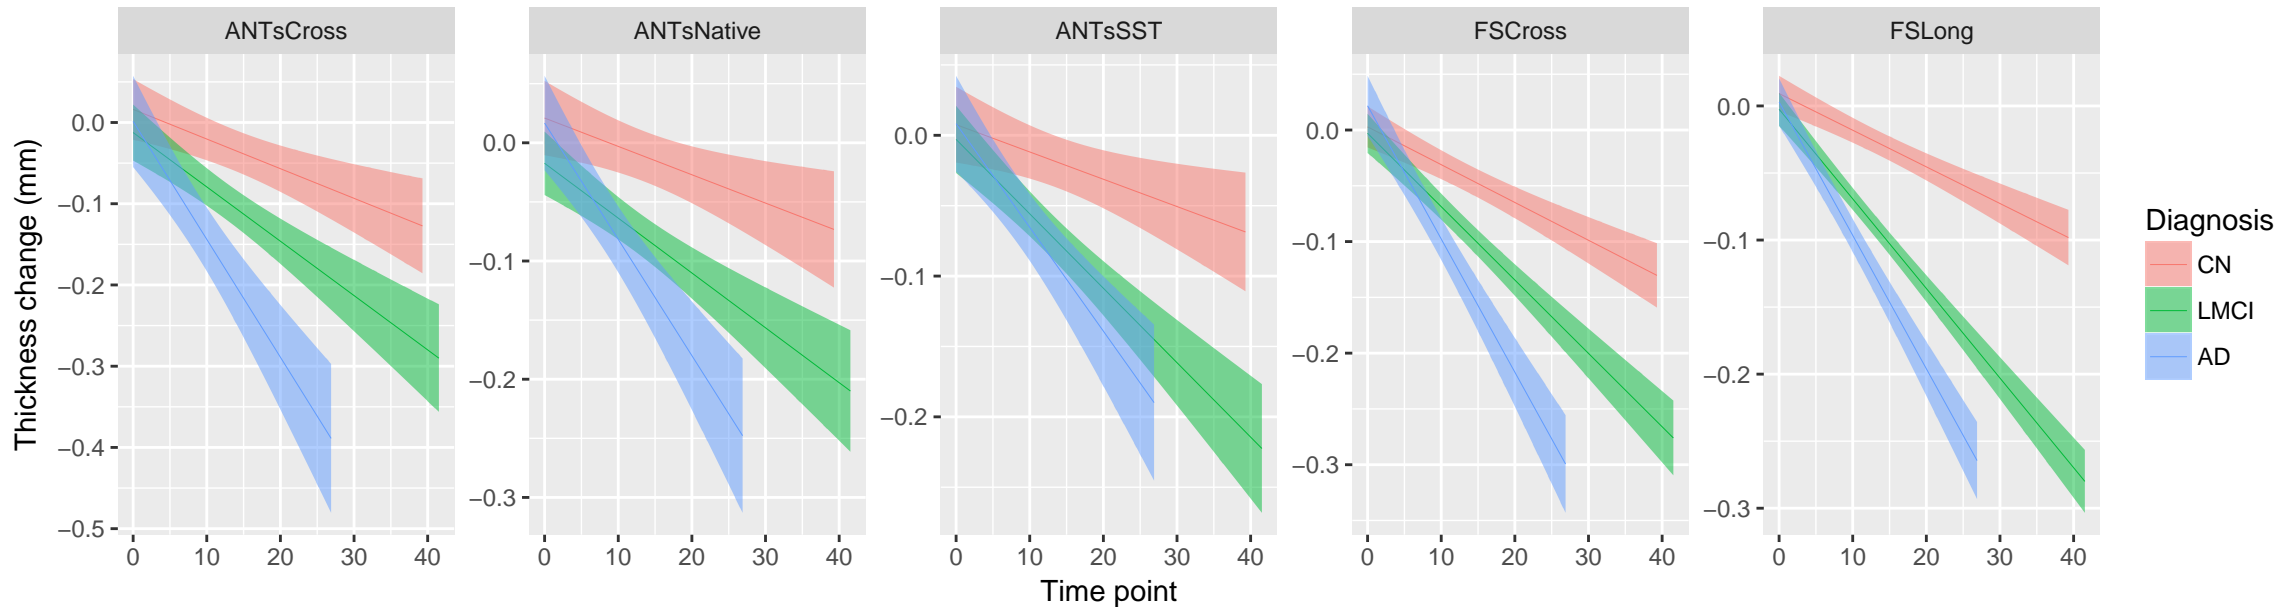 ANTsCross
ANTsNative
ANTsSST
FSCross
FSLong
Thickness change (mm)
0.0
−0.1
−0.2
−0.3
−0.4
−0.5
0 10 20 30 40
0.0
−0.1
−0.2
−0.3
0 10 20 30 40
0.0
−0.1
−0.2
0 10 20 30 40
0.0
−0.1
−0.2
−0.3
0 10 20 30 40
0.0
−0.1
−0.2
−0.3
0 10 20 30 40
Time point
Diagnosis
CN
LMCI
AD